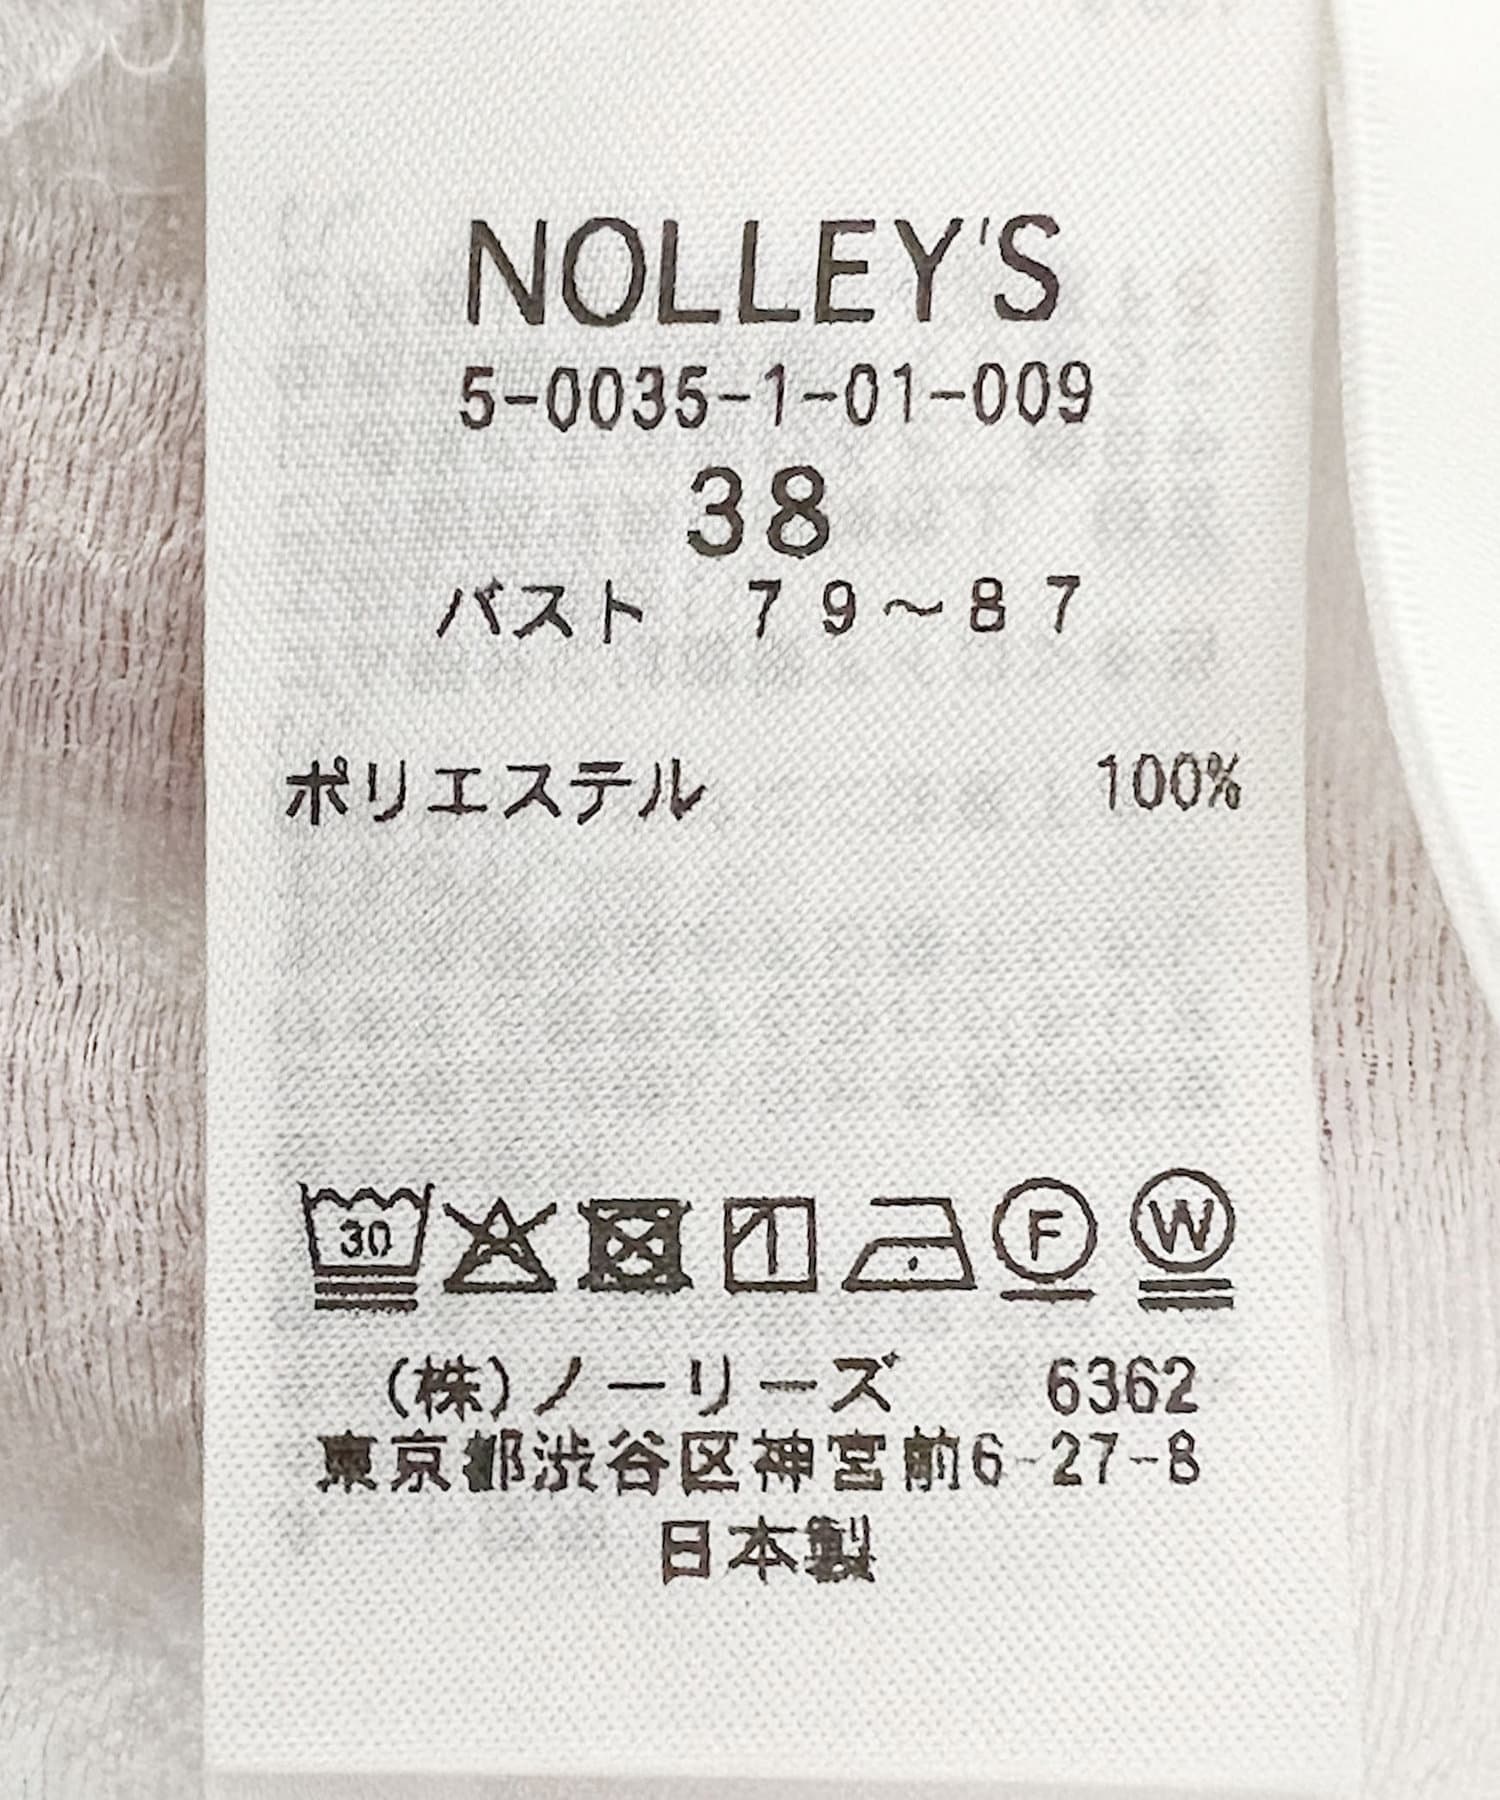 NOLLEY'S
5-0035-1-01-009
38
バスト 79～87
ポリエステル 100%
30 F W
(株)ノーリーズ 6362
東京都渋谷区神宮前6-27-8
日本製